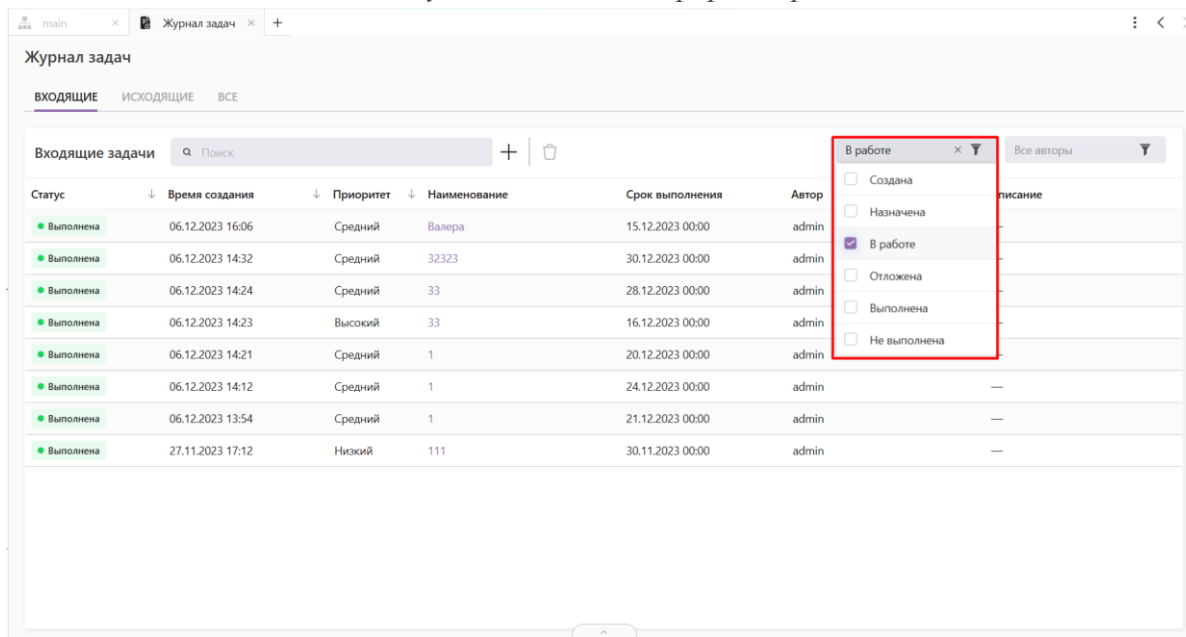 main × Журнал задач × +
Журнал задач
ВХОДЯЩИЕ ИСХОДЯЩИЕ ВСЕ
Входящие задачи Поиск В работе × Все авторы
Статус ↓ Время создания ↓ Приоритет ↓ Наименование Срок выполнения Автор писание
Создана
Назначена
В работе
Отложена
Выполнена
Не выполнена
Выполнена 06.12.2023 16:06 Средний Валера 15.12.2023 00:00 admin —
Выполнена 06.12.2023 14:32 Средний 32323 30.12.2023 00:00 admin —
Выполнена 06.12.2023 14:24 Средний 33 28.12.2023 00:00 admin —
Выполнена 06.12.2023 14:23 Высокий 33 16.12.2023 00:00 admin —
Выполнена 06.12.2023 14:21 Средний 1 20.12.2023 00:00 admin —
Выполнена 06.12.2023 14:12 Средний 1 24.12.2023 00:00 admin —
Выполнена 06.12.2023 13:54 Средний 1 21.12.2023 00:00 admin —
Выполнена 27.11.2023 17:12 Низкий 111 30.11.2023 00:00 admin —